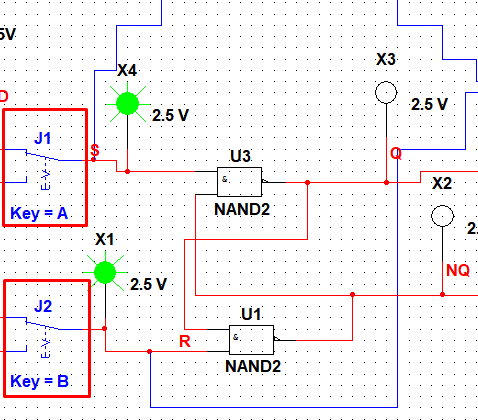 5V
X3
X4
2.5 V
2.5 V
D
J1
S
Q
U3
&
X2
Key = A
NAND2
2.
X1
2.5 V
NQ
J2
U1
R
&
NAND2
Key = B